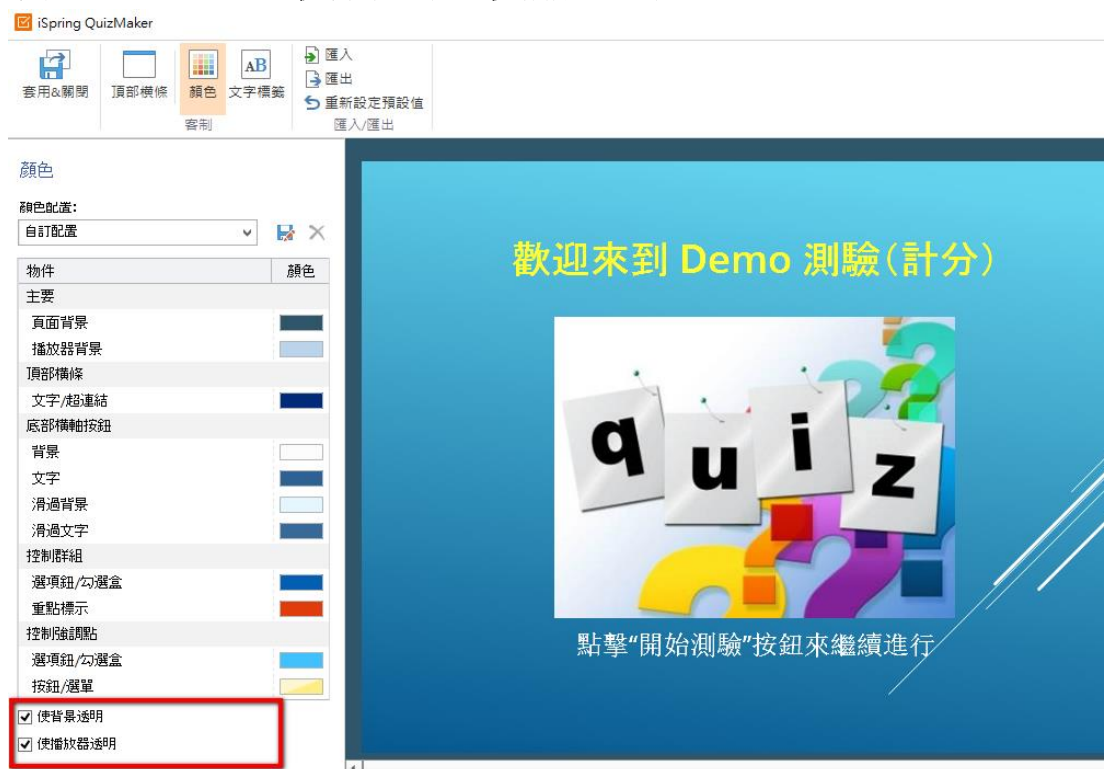 iSpring QuizMaker
套用&關閉
頂部橫條
顏色
文字標籤
客制
匯入
匯出
重新設定預設值
匯入/匯出
顏色
顏色配置:
自訂配置
物件 顏色
主要
頁面背景
播放器背景
頂部橫條
文字/超連結
底部橫軸按鈕
背景
文字
滑過背景
滑過文字
控制群組
選項鈕/勾選盒
重點標示
控制強調點
選項鈕/勾選盒
按鈕/選單
使背景透明
使播放器透明
歡迎來到 Demo 測驗(計分)
q u i z
點擊“開始測驗”按鈕來繼續進行